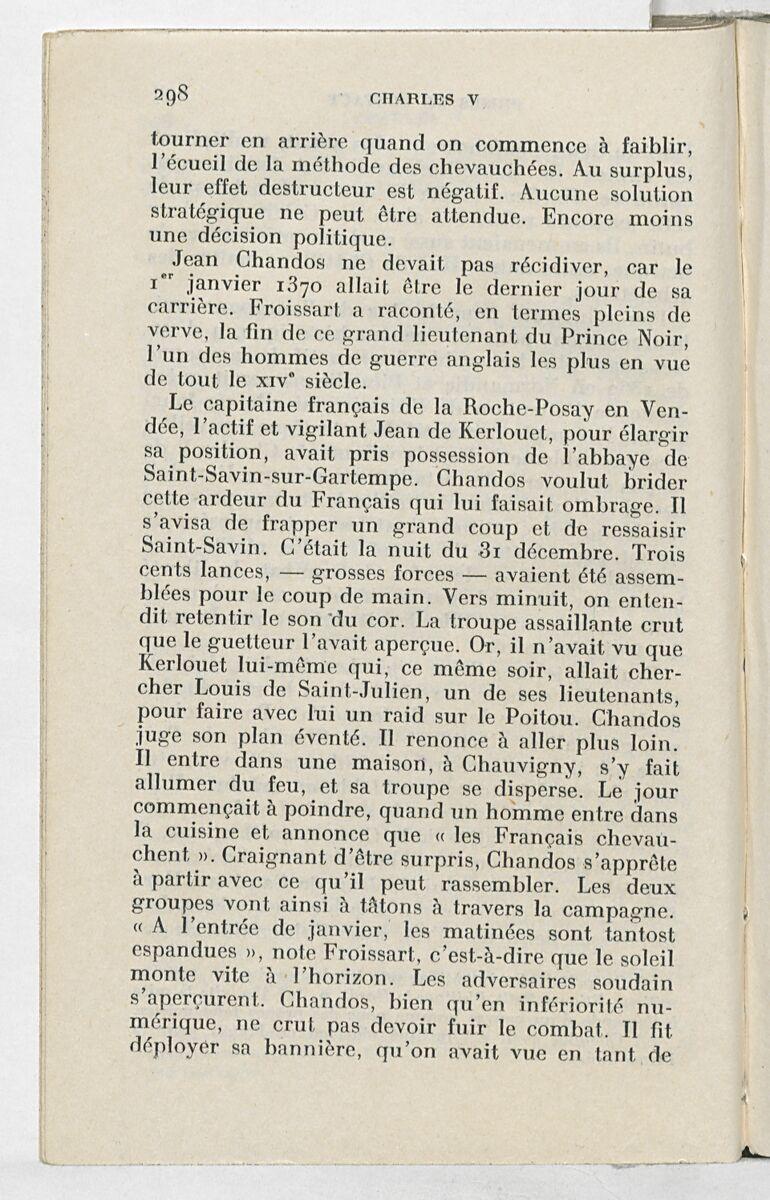 298 CHARLES V
tourner en arrière quand on commence à faiblir,
l'écueil de la méthode des chevauchées. Au surplus,
leur effet destructeur est négatif. Aucune solution
stratégique ne peut être attendue. Encore moins
une décision politique.
Jean Chandos ne devait pas récidiver, car le
1er janvier 1370 allait être le dernier jour de sa
carrière. Froissart a raconté, en termes pleins de
verve, la fin de ce grand lieutenant du Prince Noir,
l'un des hommes de guerre anglais les plus en vue
de tout le XIVe siècle.
Le capitaine français de la Roche-Posay en Ven-
dée, l'actif et vigilant Jean de Kerlouet, pour élargir
sa position, avait pris possession de l'abbaye de
Saint-Savin-sur-Gartempe. Chandos voulut brider
cette ardeur du Français qui lui faisait ombrage. Il
s'avisa de frapper un grand coup et de ressaisir
Saint-Savin. C'était la nuit du 31 décembre. Trois
cents lances, — grosses forces — avaient été assem-
blées pour le coup de main. Vers minuit, on enten-
dit retentir le son du cor. La troupe assaillante crut
que le guetteur l'avait aperçue. Or, il n'avait vu que
Kerlouet lui-même qui, ce même soir, allait cher-
cher Louis de Saint-Julien, un de ses lieutenants,
pour faire avec lui un raid sur le Poitou. Chandos
juge son plan éventé. Il renonce à aller plus loin.
Il entre dans une maison, à Chauvigny, s'y fait
allumer du feu, et sa troupe se disperse. Le jour
commençait à poindre, quand un homme entre dans
la cuisine et annonce que « les Français chevau-
chent ». Craignant d'être surpris, Chandos s'apprête
à partir avec ce qu'il peut rassembler. Les deux
groupes vont ainsi à tâtons à travers la campagne.
« A l'entrée de janvier, les matinées sont tantost
espandues », note Froissart, c'est-à-dire que le soleil
monte vite à l'horizon. Les adversaires soudain
s'aperçurent. Chandos, bien qu'en infériorité nu-
mérique, ne crut pas devoir fuir le combat. Il fit
déployer sa bannière, qu'on avait vue en tant de